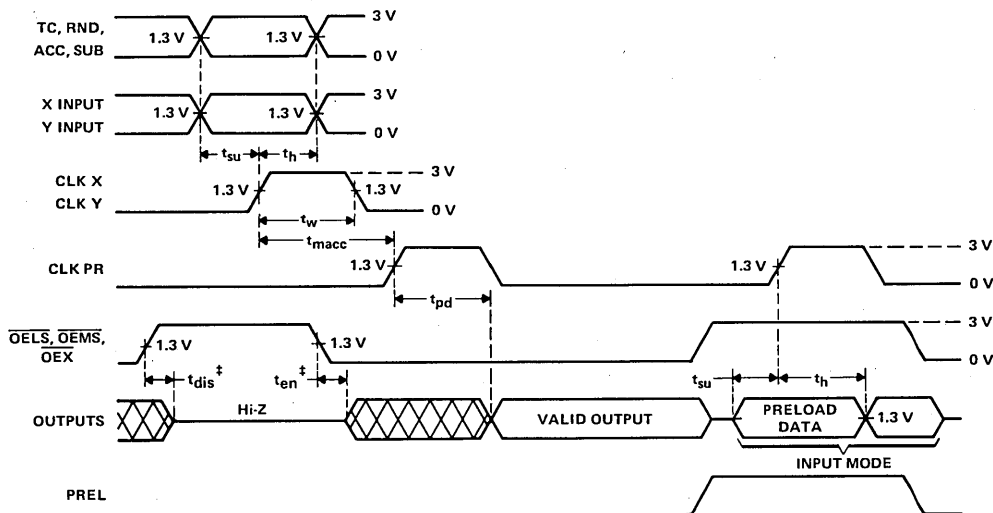 TC, RND,
ACC, SUB
1.3 V
1.3 V
3 V
0 V
X INPUT
Y INPUT
1.3 V
1.3 V
3 V
0 V
tsu
th
CLK X
CLK Y
1.3 V
1.3 V
3 V
0 V
tw
tmacc
CLK PR
1.3 V
1.3 V
3 V
0 V
tpd
OELS, OEMS,
OEX
1.3 V
1.3 V
3 V
0 V
tdis‡
ten‡
tsu
th
OUTPUTS
Hi-Z
VALID OUTPUT
PRELOAD
DATA
1.3 V
INPUT MODE
PREL